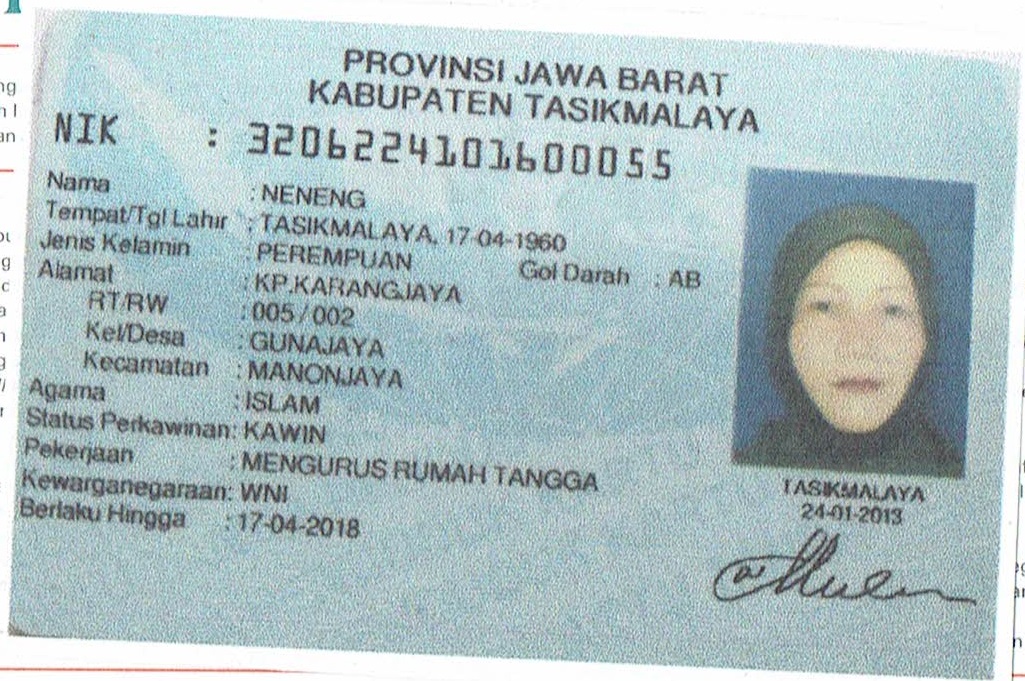 PROVINSI JAWA BARAT
KABUPATEN TASIKMALAYA
NIK : 3206224101600055
Nama : NENENG
Tempat/Tgl Lahir : TASIKMALAYA, 17-04-1960
Jenis Kelamin : PEREMPUAN Gol Darah : AB
Alamat : KP.KARANGJAYA
RT/RW : 005 / 002
Kel/Desa : GUNAJAYA
Kecamatan : MANONJAYA
Agama : ISLAM
Status Perkawinan: KAWIN
Pekerjaan : MENGURUS RUMAH TANGGA
Kewarganegaraan: WNI
Berlaku Hingga : 17-04-2018
TASIKMALAYA
24-01-2013